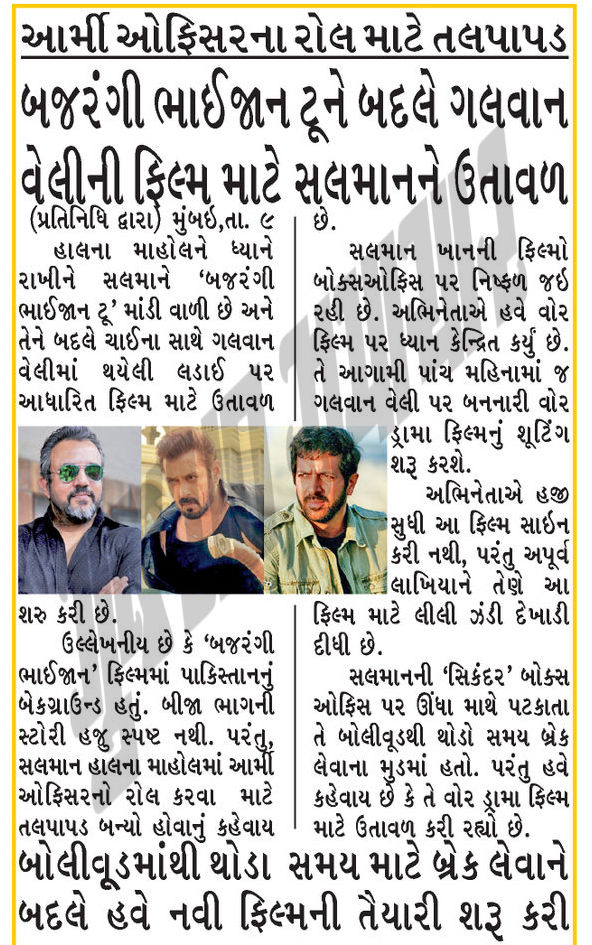 આર્મી ઓફિસરના રોલ માટે તલપાપડ
બજરંગી ભાઈજાન ટૂને બદલે ગલવાન
વેલીની ફિલ્મ માટે સલમાનને ઉતાવળ
(પ્રતિનિધિ દ્વારા) મુંબઇ,તા. ૯
હાલના માહોલને ધ્યાને
રાખીને સલમાને ‘બજરંગી
ભાઈજાન ટૂ’ માંડી વાળી છે અને
તેને બદલે ચાઈના સાથે ગલવાન
વેલીમાં થયેલી લડાઈ પર
આધારિત ફિલ્મ માટે ઉતાવળ
શરુ કરી છે.
ઉલ્લેખનીય છે કે ‘બજરંગી
ભાઈજાન’ ફિલ્મમાં પાકિસ્તાનનું
બેકગ્રાઉન્ડ હતું. બીજા ભાગની
સ્ટોરી હજુ સ્પષ્ટ નથી. પરંતુ,
સલમાન હાલના માહોલમાં આર્મી
ઓફિસરનો રોલ કરવા માટે
તલપાપડ બન્યો હોવાનું કહેવાય
છે.
સલમાન ખાનની ફિલ્મો
બોક્સઓફિસ પર નિષ્ફળ જઇ
રહી છે. અભિનેતાએ હવે વોર
ફિલ્મ પર ધ્યાન કેન્દ્રિત કર્યું છે.
તે આગામી પાંચ મહિનામાં જ
ગલવાન વેલી પર બનનારી વોર
ડ્રામા ફિલ્મનું શૂટિંગ
શરૂ કરશે.
અભિનેતાએ હજી
સુધી આ ફિલ્મ સાઇન
કરી નથી, પરંતુ અપૂર્વ
લાખિયાને તેણે આ
ફિલ્મ માટે લીલી ઝંડી દેખાડી
દીધી છે.
સલમાનની ‘સિકંદર’ બોક્સ
ઓફિસ પર ઊંધા માથે પટકાતા
તે બોલીવૂડથી થોડો સમય બ્રેક
લેવાના મુડમાં હતો. પરંતુ હવે
કહેવાય છે કે તે વોર ડ્રામા ફિલ્મ
માટે ઉતાવળ કરી રહ્યો છે.
બોલીવૂડમાંથી થોડા સમય માટે બ્રેક લેવાને
બદલે હવે નવી ફિલ્મની તૈયારી શરૂ કરી